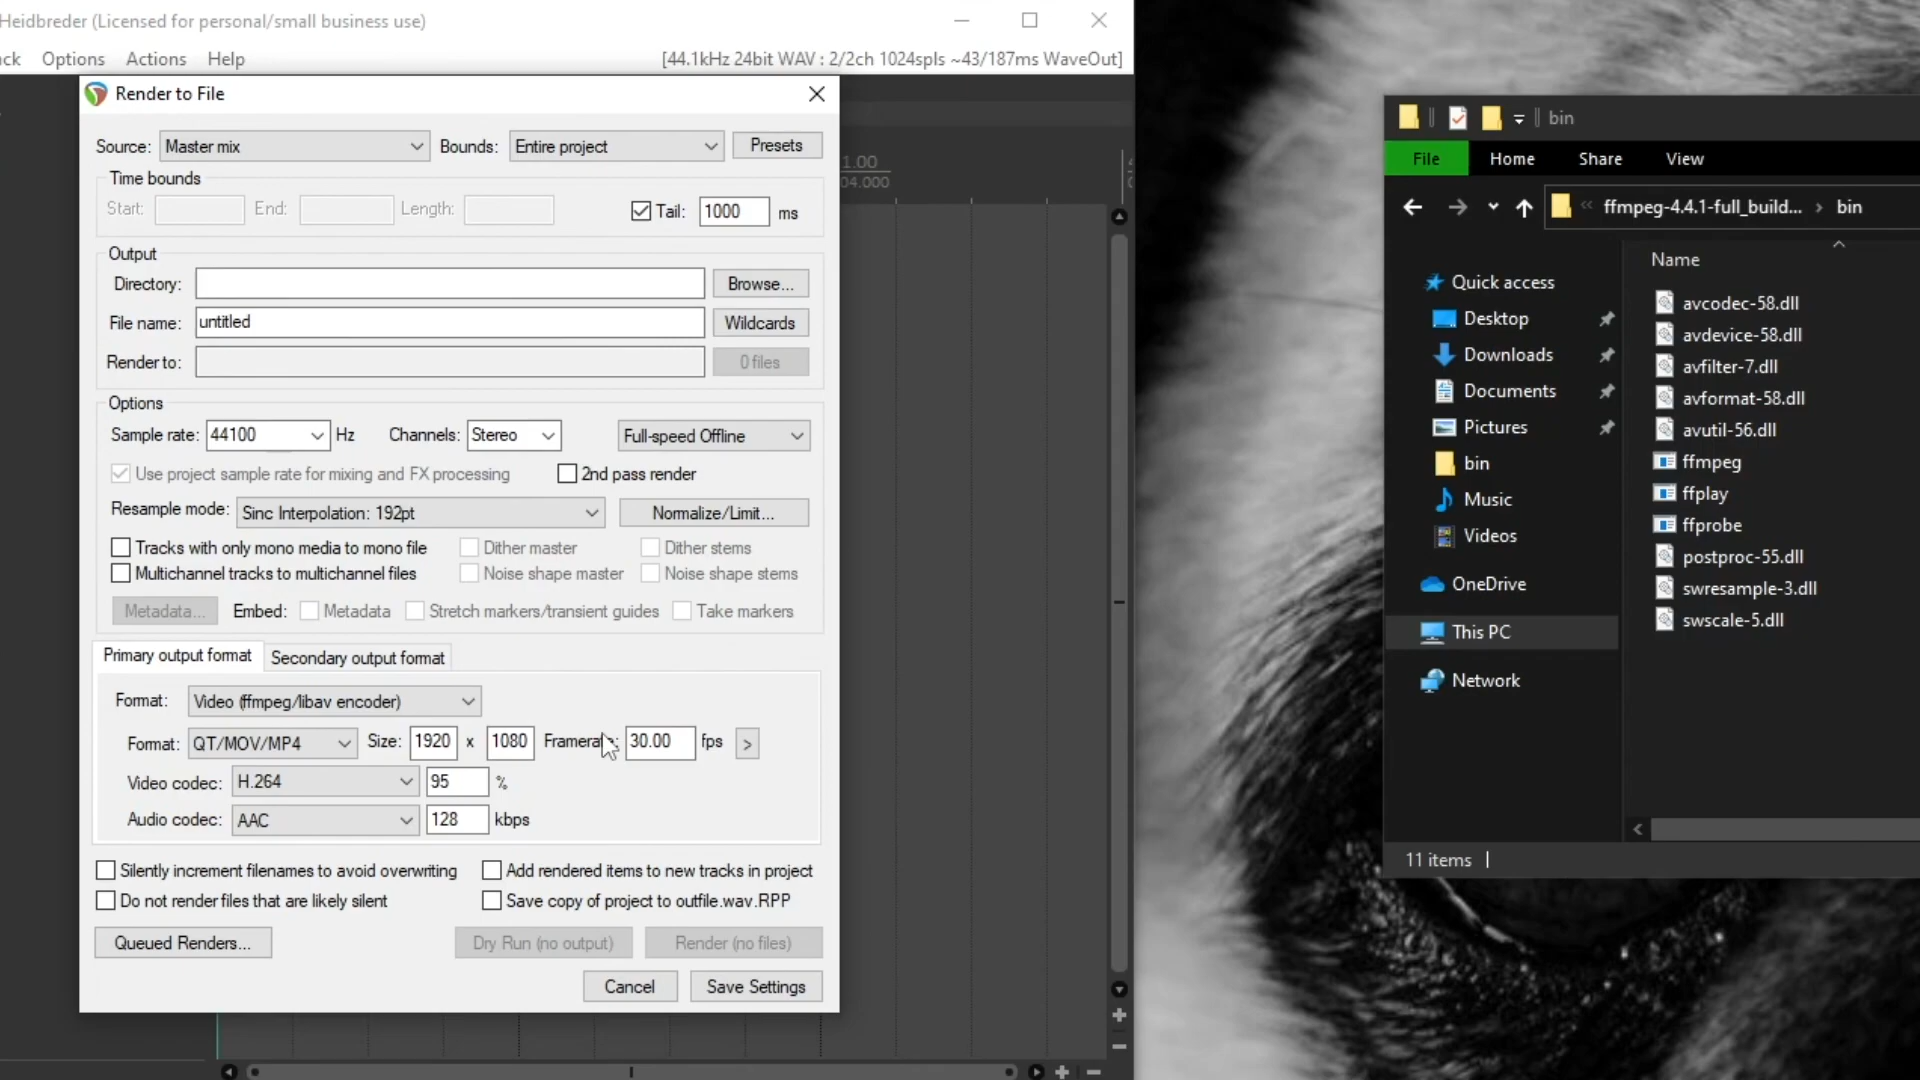 Heidbreder (Licensed for personal/small business use)
ck Options Actions Help [44.1kHz 24bit WAV : 2/2ch 1024spls ~43/187ms WaveOut]
Render to File
Source: Master mix Bounds: Entire project Presets
Time bounds
Start: End: Length: Tail: 1000 ms
Output
Directory: Browse...
File name: untitled Wildcards
Render to: 0 files
Options
Sample rate: 44100 Hz Channels: Stereo Full-speed Offline
Use project sample rate for mixing and FX processing 2nd pass render
Resample mode: Sinc Interpolation: 192pt Normalize/Limit...
Tracks with only mono media to mono file Dither master Dither stems
Multichannel tracks to multichannel files Noise shape master Noise shape stems
Metadata... Embed: Metadata Stretch markers/transient guides Take markers
Primary output format Secondary output format
Format: Video (ffmpeg/libav encoder)
Format: QT/MOV/MP4 Size: 1920 x 1080 Framerate: 30.00 fps >
Video codec: H.264 95 %
Audio codec: AAC 128 kbps
Silently increment filenames to avoid overwriting Add rendered items to new tracks in project
Do not render files that are likely silent Save copy of project to outfile.wav.RPP
Queued Renders... Dry Run (no output) Render (no files)
Cancel Save Settings
1.00
04.000
bin
File Home Share View
« ffmpeg-4.4.1-full_build... › bin
Quick access
Desktop
Downloads
Documents
Pictures
bin
Music
Videos
OneDrive
This PC
Network
Name
avcodec-58.dll
avdevice-58.dll
avfilter-7.dll
avformat-58.dll
avutil-56.dll
ffmpeg
ffplay
ffprobe
postproc-55.dll
swresample-3.dll
swscale-5.dll
11 items